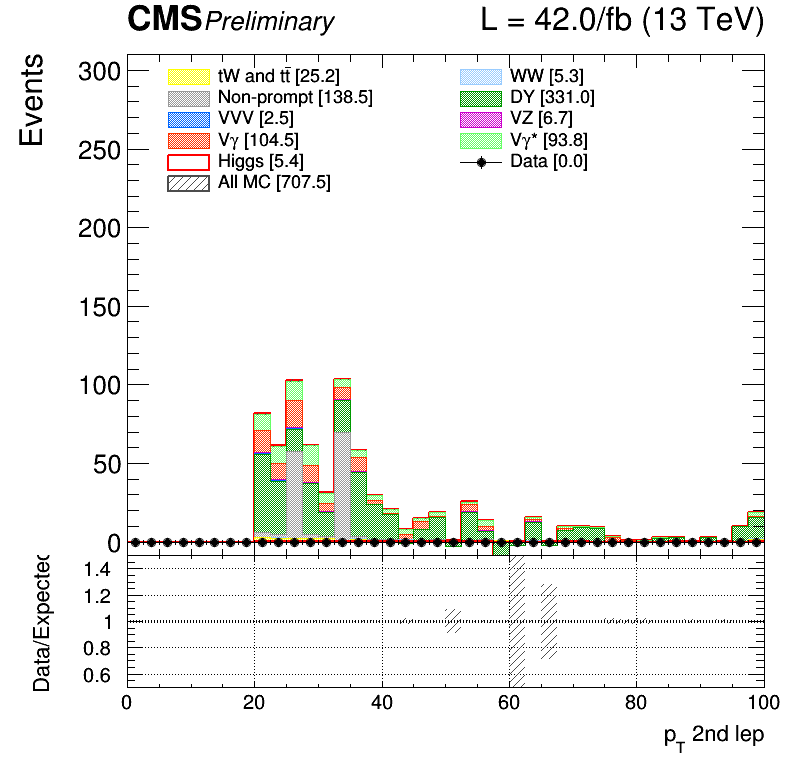 CMS Preliminary L = 42.0/fb (13 TeV)
Events
300
250
200
150
100
50
0
tW and tt̄ [25.2]
Non-prompt [138.5]
VVV [2.5]
Vγ [104.5]
Higgs [5.4]
All MC [707.5]
WW [5.3]
DY [331.0]
VZ [6.7]
Vγ* [93.8]
Data [0.0]
Data/Expected
1.4
1.2
1
0.8
0.6
0 20 40 60 80 100
pT 2nd lep